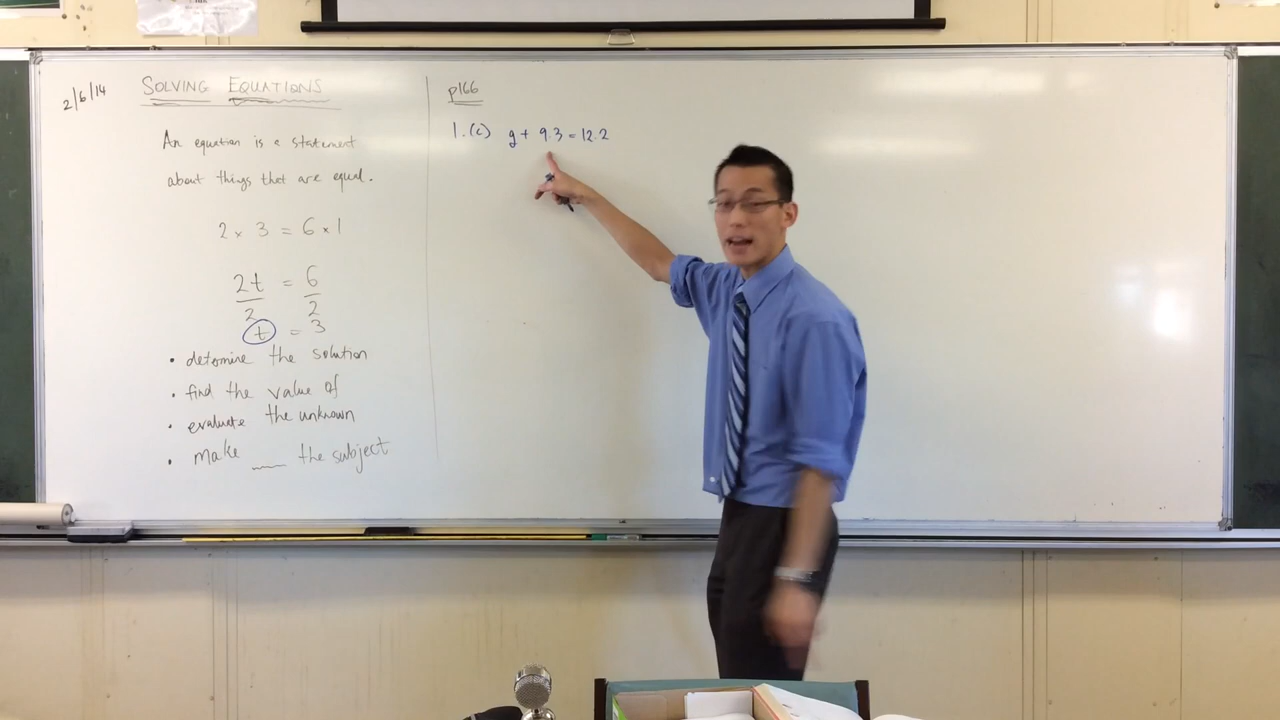 2/6/14
SOLVING EQUATIONS
An equation is a statement
about things that are equal.
2 × 3 = 6 × 1
2t/2 = 6/2
t = 3
• determine the solution
• find the value of
• evaluate the unknown
• make ___ the subject
p166
1.(c) g + 9.3 = 12.2